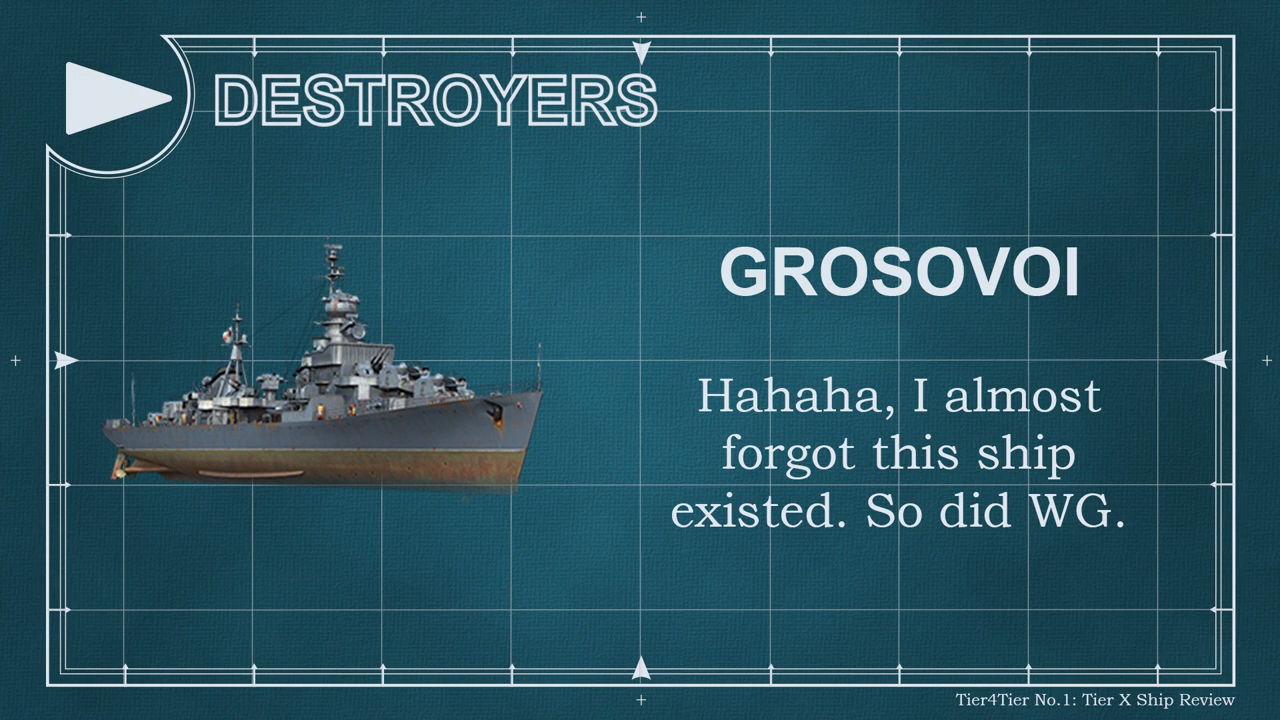 DESTROYERS
GROSOVOI
Hahaha, I almost
forgot this ship
existed. So did WG.
Tier4Tier No.1: Tier X Ship Review